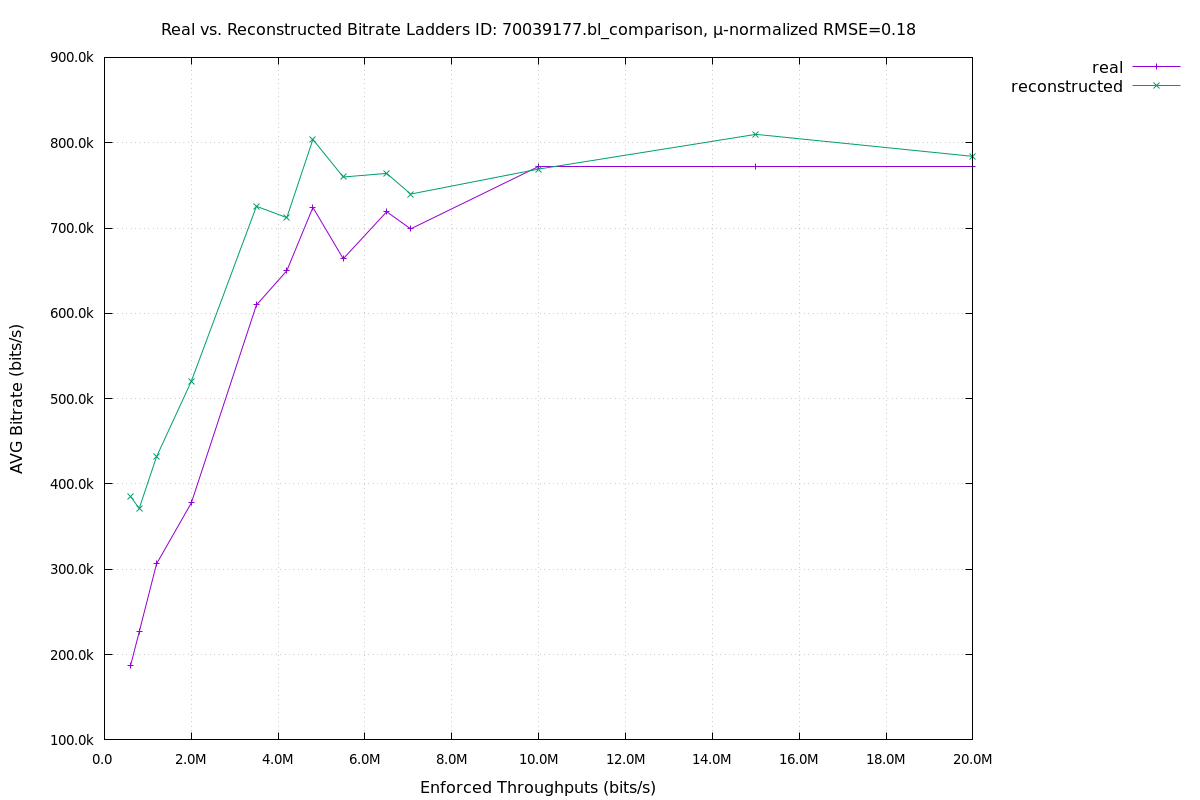 Real vs. Reconstructed Bitrate Ladders ID: 70039177.bl_comparison, μ-normalized RMSE=0.18
real
reconstructed
900.0k
800.0k
700.0k
600.0k
500.0k
400.0k
300.0k
200.0k
100.0k
AVG Bitrate (bits/s)
0.0 2.0M 4.0M 6.0M 8.0M 10.0M 12.0M 14.0M 16.0M 18.0M 20.0M
Enforced Throughputs (bits/s)